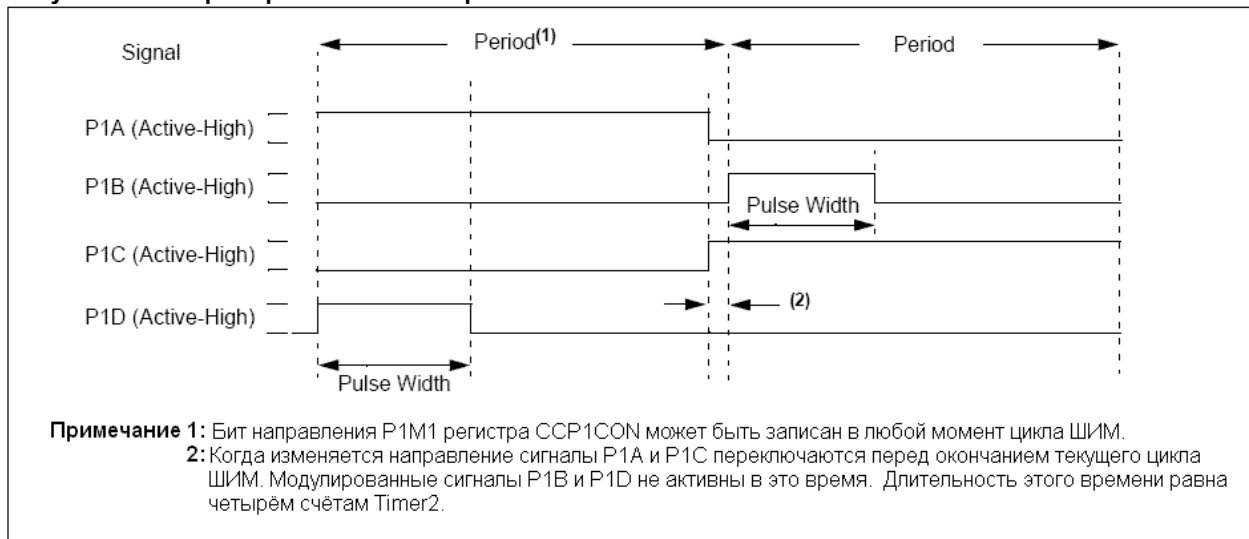 Period(1)
Period
Signal
P1A (Active-High)
P1B (Active-High)
Pulse Width
P1C (Active-High)
(2)
P1D (Active-High)
Pulse Width
Примечание 1: Бит направления P1M1 регистра CCP1CON может быть записан в любой момент цикла ШИМ.
2: Когда изменяется направление сигналы P1A и P1C переключаются перед окончанием текущего цикла
ШИМ. Модулированные сигналы P1B и P1D не активны в это время. Длительность этого времени равна
четырём счётам Timer2.